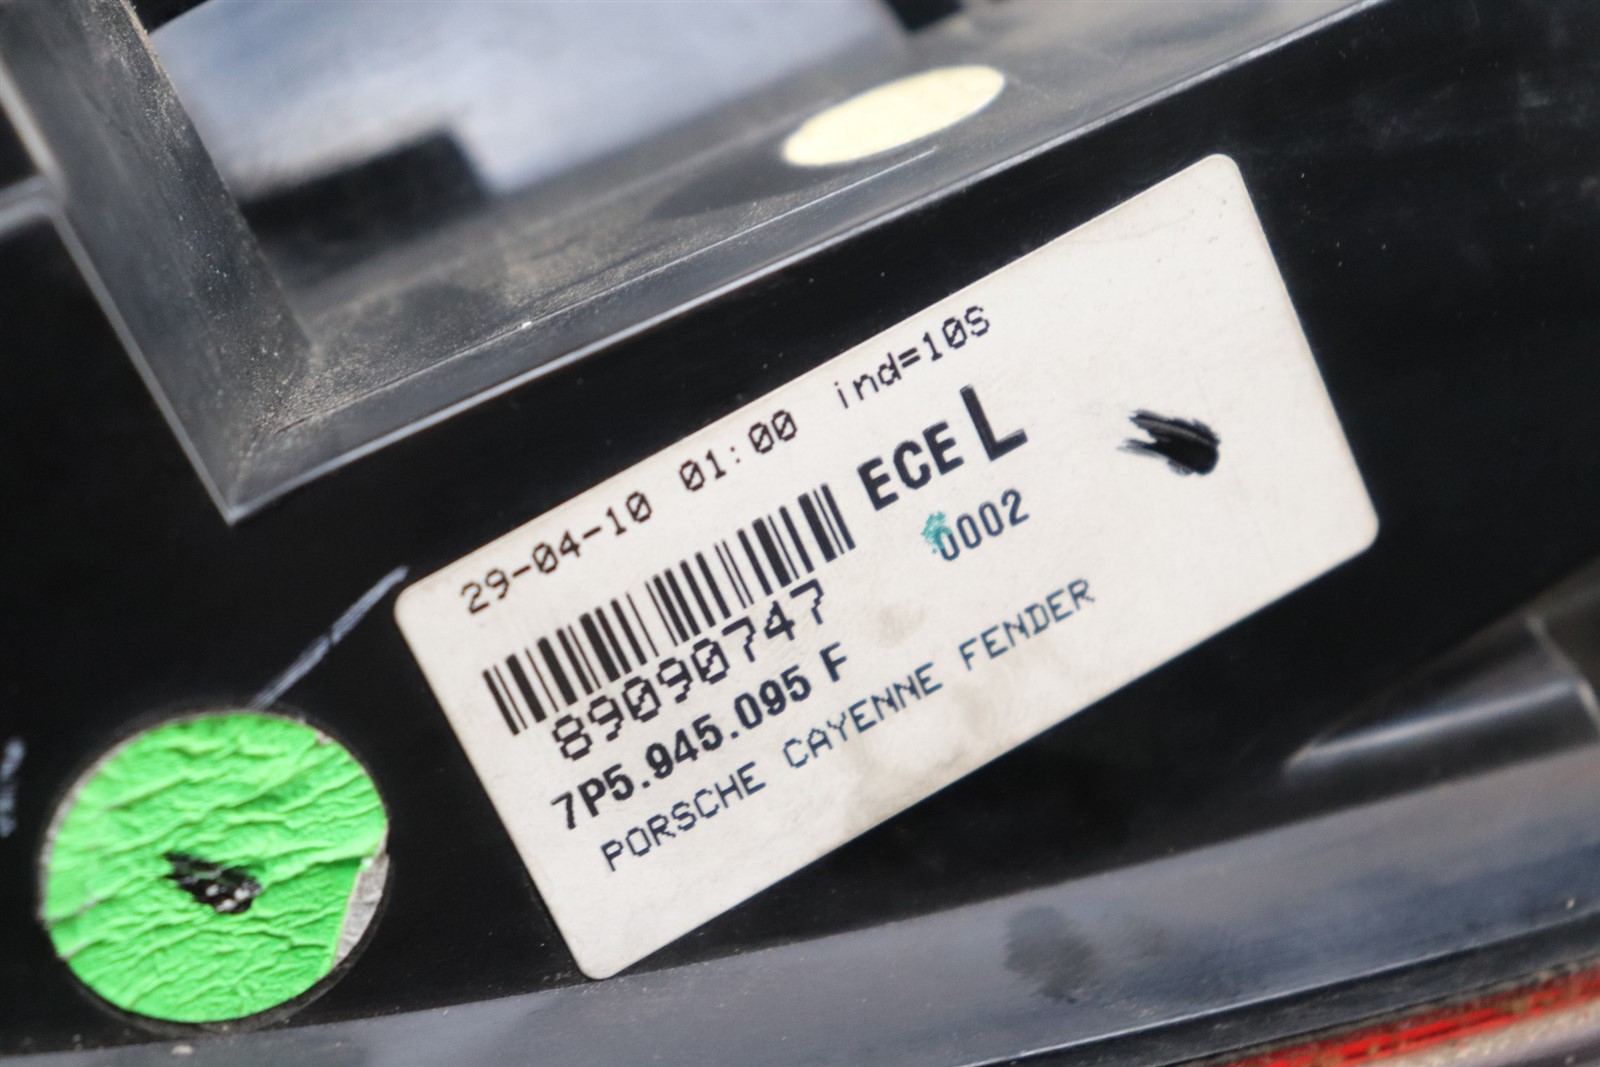 29-04-10 01:00 ind=10S
ECE L
0002
89090747
7P5.945.095 F
PORSCHE CAYENNE FENDER